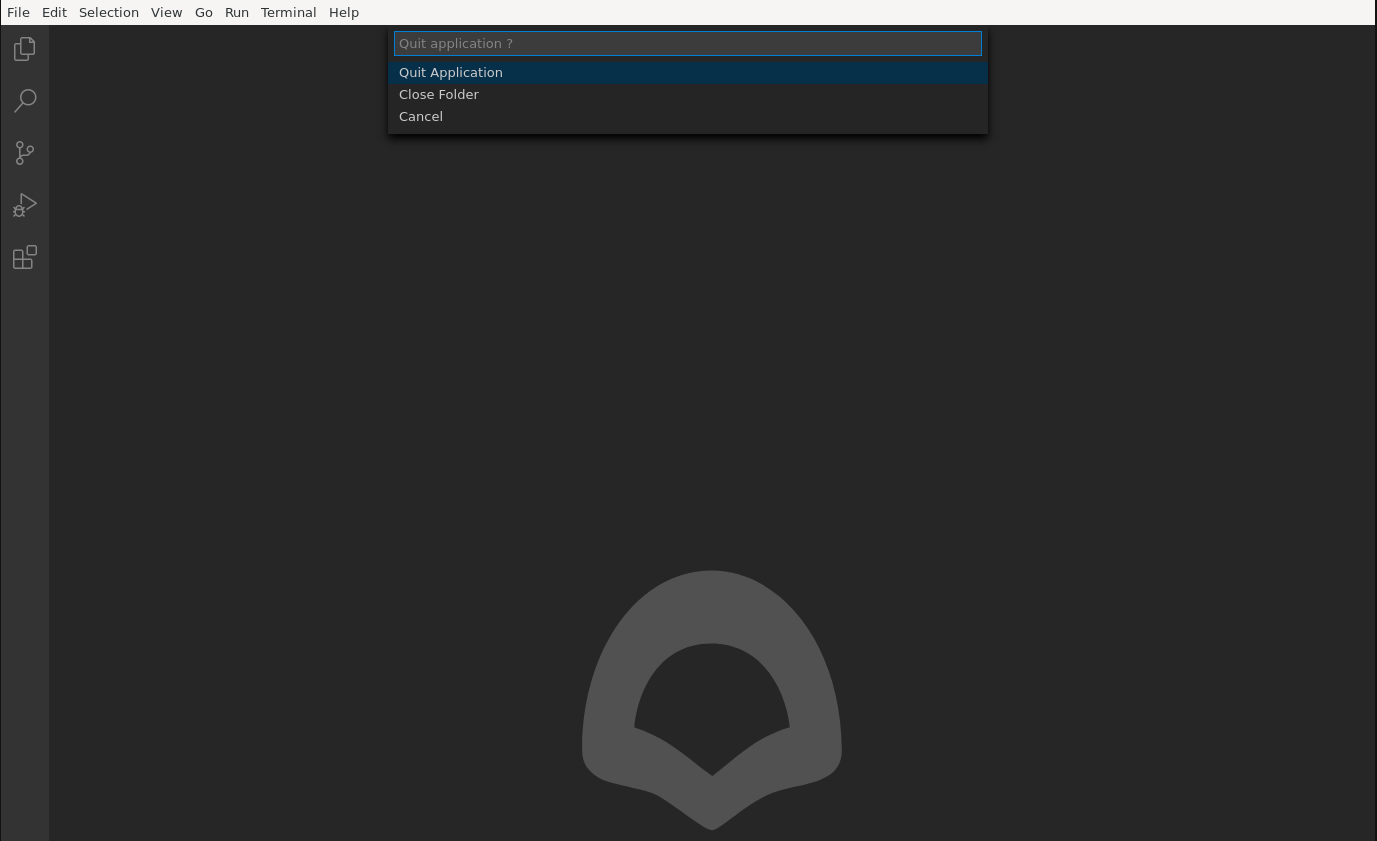 File Edit Selection View Go Run Terminal Help
Quit application ?
Quit Application
Close Folder
Cancel